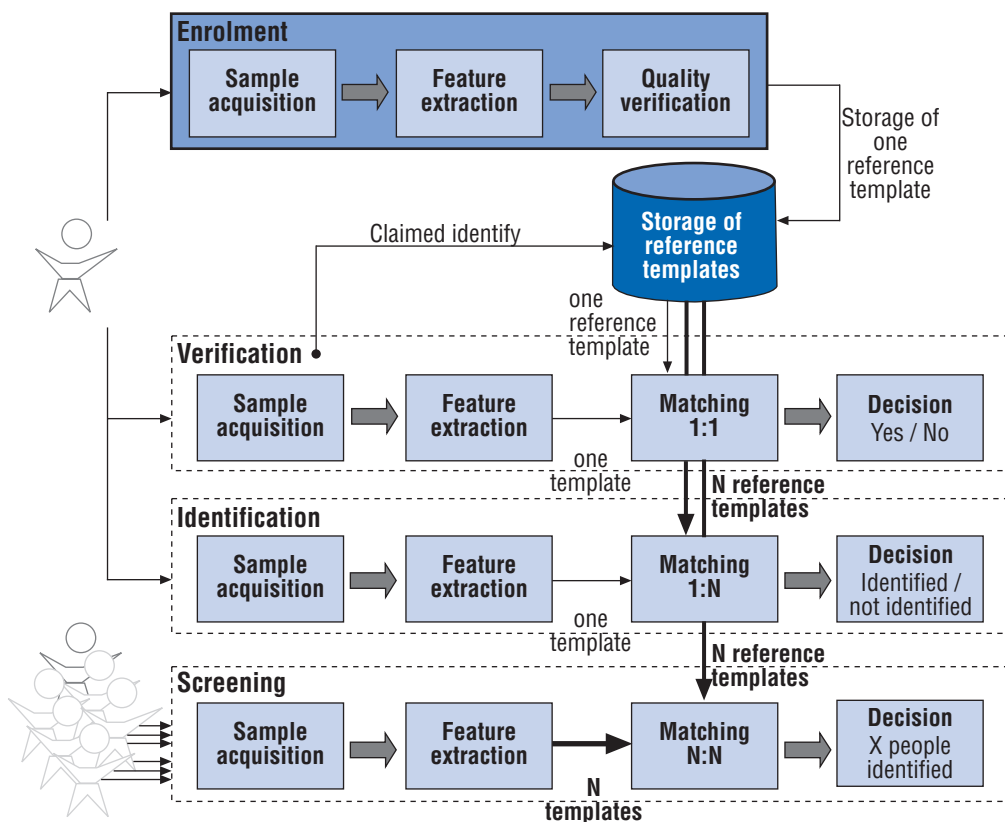 Enrolment
Sample
acquisition
Feature
extraction
Quality
verification
Storage of
one
reference
template
Claimed identify
Storage of
reference
templates
one
reference
template
Verification
Sample
acquisition
Feature
extraction
Matching
1:1
Decision
Yes / No
one
template
N reference
templates
Identification
Sample
acquisition
Feature
extraction
Matching
1:N
Decision
Identified /
not identified
one
template
N reference
templates
Screening
Sample
acquisition
Feature
extraction
Matching
N:N
Decision
X people
identified
N
templates